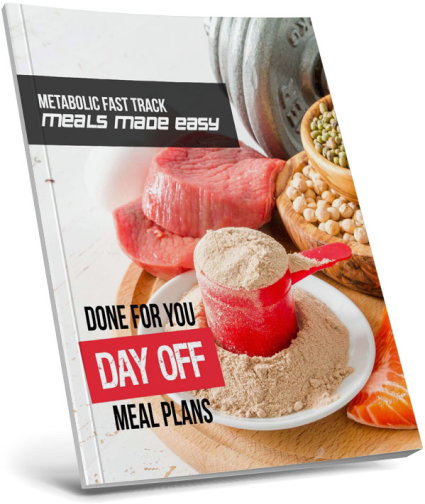 METABOLIC FAST TRACK
MEALS MADE EASY
DONE FOR YOU
DAY OFF
MEAL PLANS